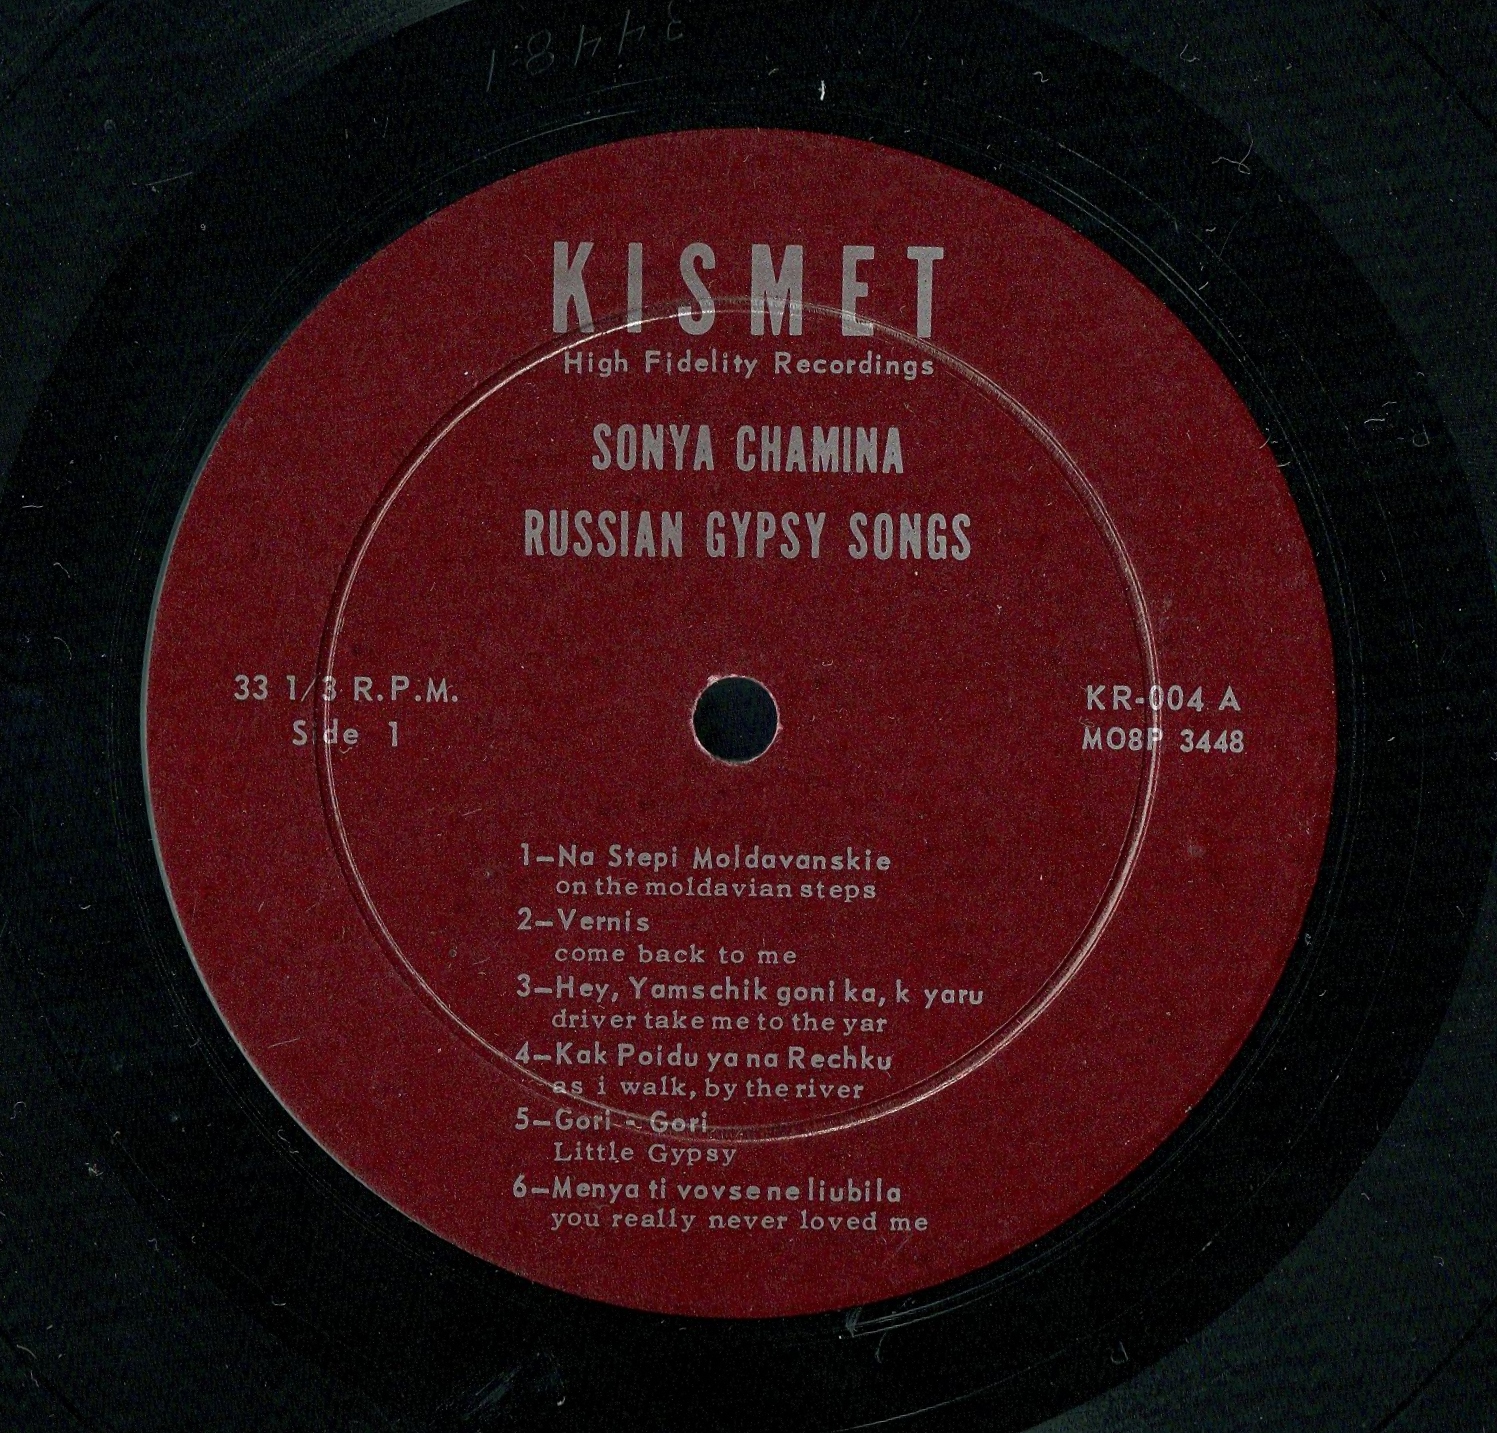 KISMET
High Fidelity Recordings
SONYA CHAMINA
RUSSIAN GYPSY SONGS
33 1/3 R.P.M.
Side 1
KR-004 A
MO8P 3448
1—Na Stepi Moldavanskie
on the moldavian steps
2—Vernis
come back to me
3—Hey, Yamschik goni ka, k yaru
driver take me to the yar
4—Kak Poidu ya na Rechku
as i walk, by the river
5—Gori - Gori
Little Gypsy
6—Menya ti vovse ne liubila
you really never loved me